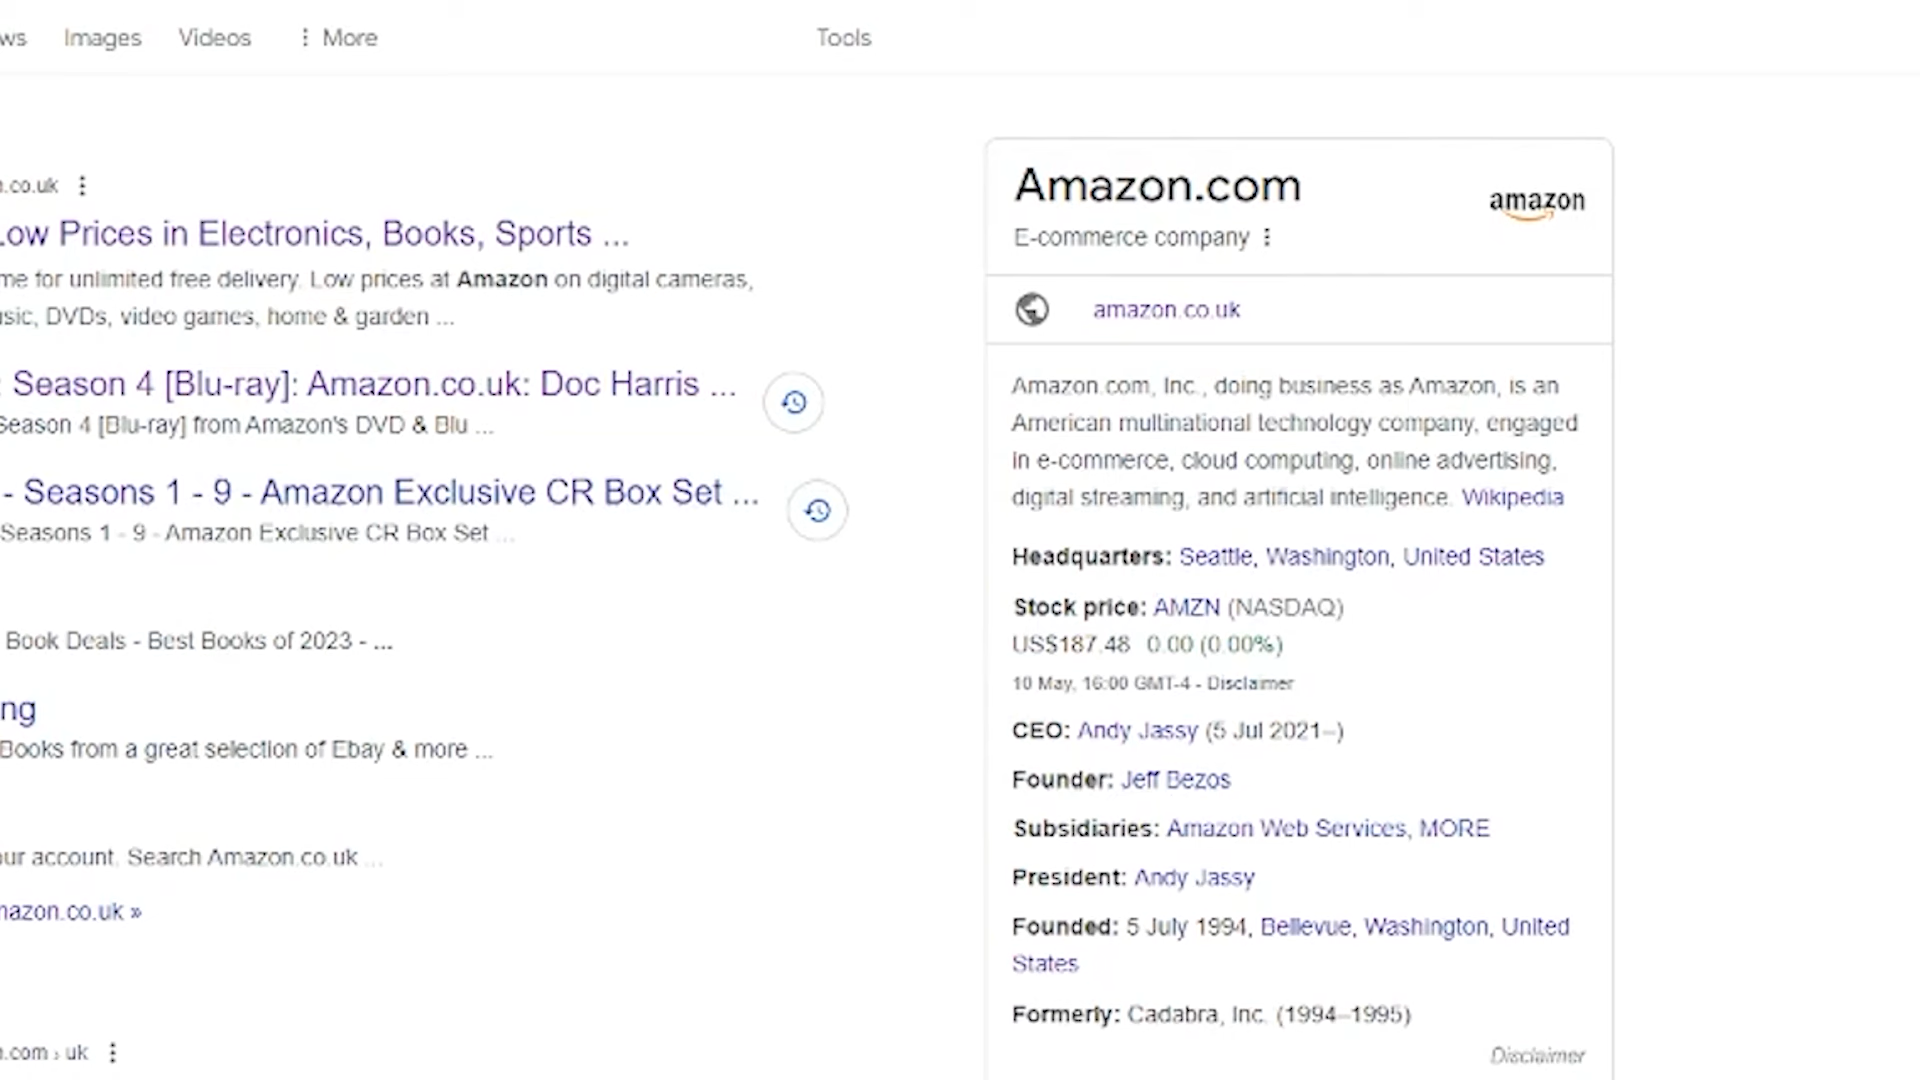 Images
Videos
More
Tools
.co.uk
Low Prices in Electronics, Books, Sports ...
me for unlimited free delivery. Low prices at Amazon on digital cameras,
DVDs, video games, home & garden ...
: Season 4 [Blu-ray]: Amazon.co.uk: Doc Harris ...
Season 4 [Blu-ray] from Amazon's DVD & Blu ...
- Seasons 1 - 9 - Amazon Exclusive CR Box Set ...
Seasons 1 - 9 - Amazon Exclusive CR Box Set ...
Book Deals - Best Books of 2023 - ...
ng
Books from a great selection of Ebay & more ...
account. Search Amazon.co.uk ...
mazon.co.uk »
.com › uk
Amazon.com
amazon
E-commerce company
amazon.co.uk
Amazon.com, Inc., doing business as Amazon, is an
American multinational technology company, engaged
in e-commerce, cloud computing, online advertising,
digital streaming, and artificial intelligence. Wikipedia
Headquarters: Seattle, Washington, United States
Stock price: AMZN (NASDAQ)
US$187.48 0.00 (0.00%)
10 May, 16:00 GMT-4 - Disclaimer
CEO: Andy Jassy (5 Jul 2021–)
Founder: Jeff Bezos
Subsidiaries: Amazon Web Services, MORE
President: Andy Jassy
Founded: 5 July 1994, Bellevue, Washington, United
States
Formerly: Cadabra, Inc. (1994–1995)
Disclaimer